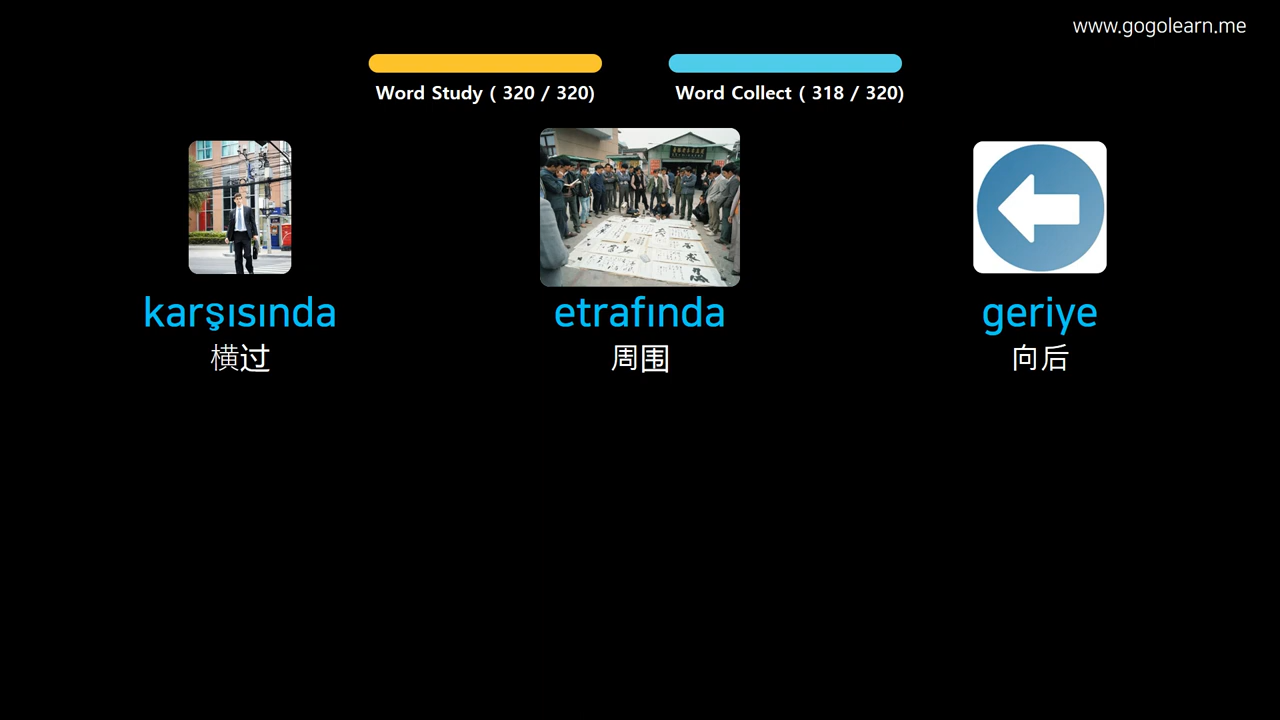 www.gogolearn.me
Word Study ( 320 / 320)
Word Collect ( 318 / 320)
karşısında
横过
etrafında
周围
geriye
向后